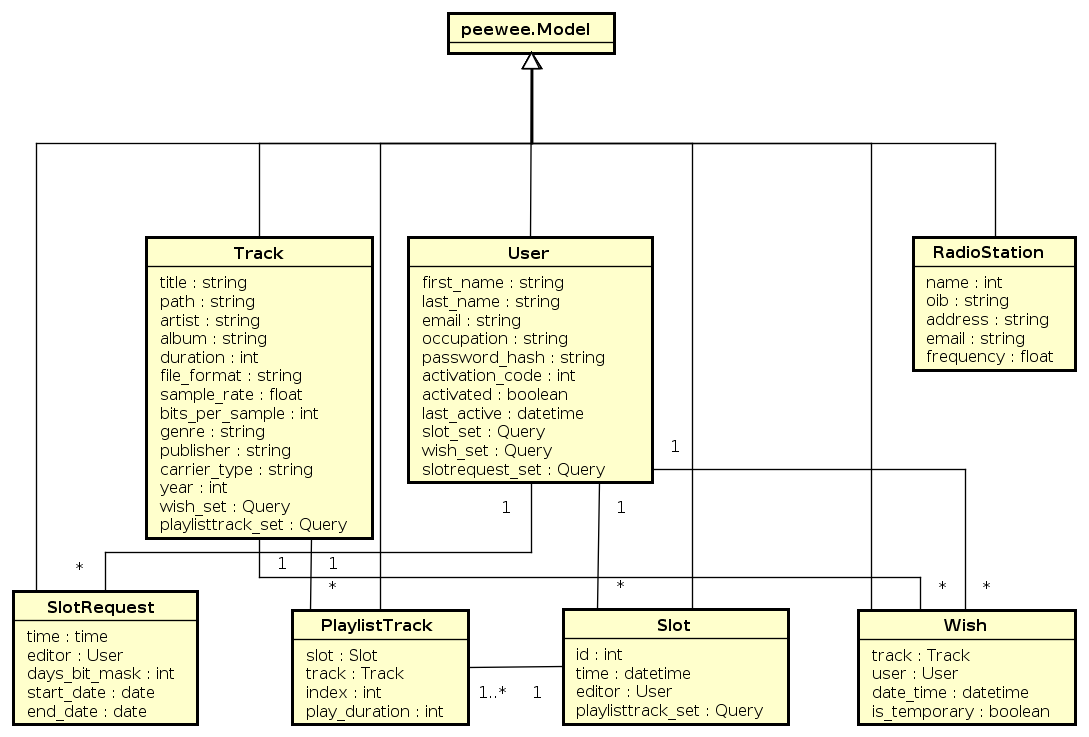 peewee.Model
Track
title : string
path : string
artist : string
album : string
duration : int
file_format : string
sample_rate : float
bits_per_sample : int
genre : string
publisher : string
carrier_type : string
year : int
wish_set : Query
playlisttrack_set : Query
User
first_name : string
last_name : string
email : string
occupation : string
password_hash : string
activation_code : int
activated : boolean
last_active : datetime
slot_set : Query
wish_set : Query
slotrequest_set : Query
RadioStation
name : int
oib : string
address : string
email : string
frequency : float
1
1
1
*
1
1
*
*
*
*
SlotRequest
time : time
editor : User
days_bit_mask : int
start_date : date
end_date : date
PlaylistTrack
slot : Slot
track : Track
index : int
play_duration : int
1..*
1
Slot
id : int
time : datetime
editor : User
playlisttrack_set : Query
Wish
track : Track
user : User
date_time : datetime
is_temporary : boolean